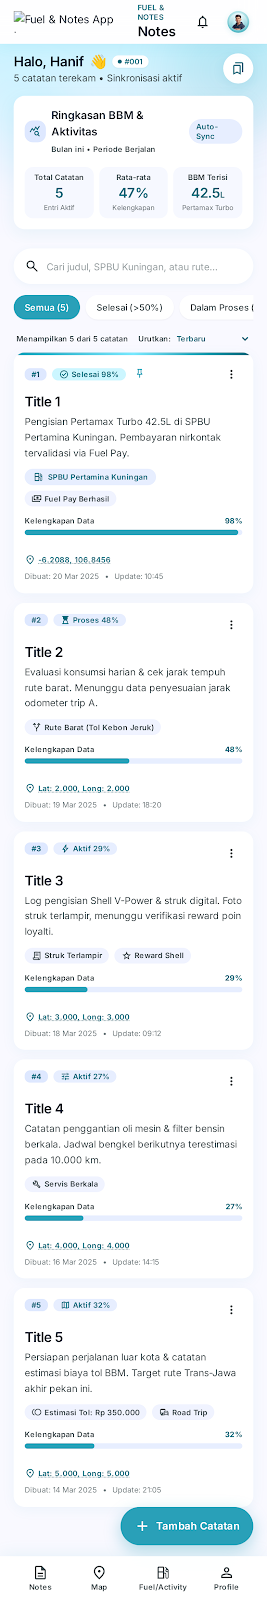 Fuel & Notes App
FUEL &
NOTES
Notes
Halo, Hanif 👋 • #001
5 catatan terekam • Sinkronisasi aktif
Ringkasan BBM &
Aktivitas
Auto-
Sync
Bulan ini • Periode Berjalan
Total Catatan
5
Entri Aktif
Rata-rata
47%
Kelengkapan
BBM Terisi
42.5L
Pertamax Turbo
Cari judul, SPBU Kuningan, atau rute...
Semua (5) Selesai (>50%) Dalam Proses (
Menampilkan 5 dari 5 catatan Urutkan: Terbaru
#1 Selesai 98%
Title 1
Pengisian Pertamax Turbo 42.5L di SPBU
Pertamina Kuningan. Pembayaran nirkontak
tervalidasi via Fuel Pay.
SPBU Pertamina Kuningan
Fuel Pay Berhasil
Kelengkapan Data 98%
-6.2088, 106.8456
Dibuat: 20 Mar 2025 • Update: 10:45
#2 Proses 48%
Title 2
Evaluasi konsumsi harian & cek jarak tempuh
rute barat. Menunggu data penyesuaian jarak
odometer trip A.
Rute Barat (Tol Kebon Jeruk)
Kelengkapan Data 48%
Lat: 2.000, Long: 2.000
Dibuat: 19 Mar 2025 • Update: 18:20
#3 Aktif 29%
Title 3
Log pengisian Shell V-Power & struk digital. Foto
struk terlampir, menunggu verifikasi reward poin
loyalti.
Struk Terlampir Reward Shell
Kelengkapan Data 29%
Lat: 3.000, Long: 3.000
Dibuat: 18 Mar 2025 • Update: 09:12
#4 Aktif 27%
Title 4
Catatan penggantian oli mesin & filter bensin
berkala. Jadwal bengkel berikutnya terestimasi
pada 10.000 km.
Servis Berkala
Kelengkapan Data 27%
Lat: 4.000, Long: 4.000
Dibuat: 16 Mar 2025 • Update: 14:15
#5 Aktif 32%
Title 5
Persiapan perjalanan luar kota & catatan
estimasi biaya tol BBM. Target rute Trans-Jawa
akhir pekan ini.
Estimasi Tol: Rp 350.000 Road Trip
Kelengkapan Data 32%
Lat: 5.000, Long: 5.000
Dibuat: 14 Mar 2025 • Update: 21:05
+ Tambah Catatan
Notes Map Fuel/Activity Profile